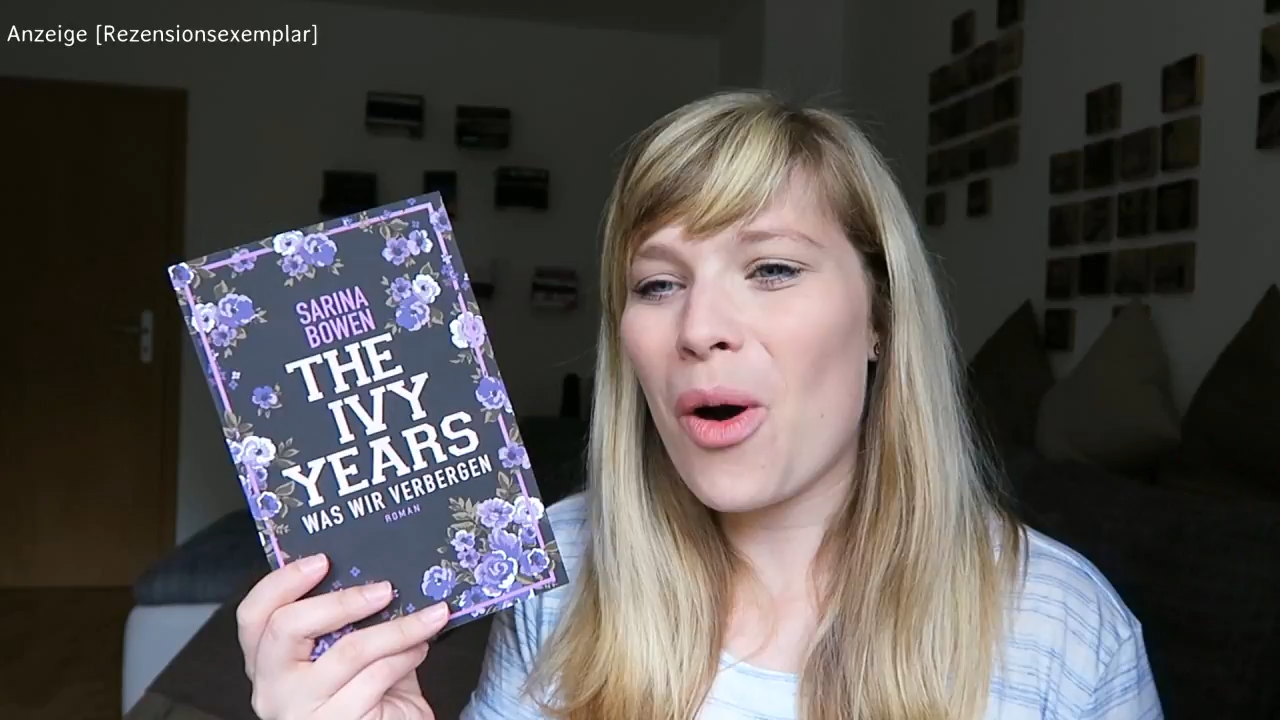 Anzeige [Rezensionsexemplar]
SARINA
BOWEN
THE
IVY
YEARS
WAS WIR VERBERGEN
ROMAN